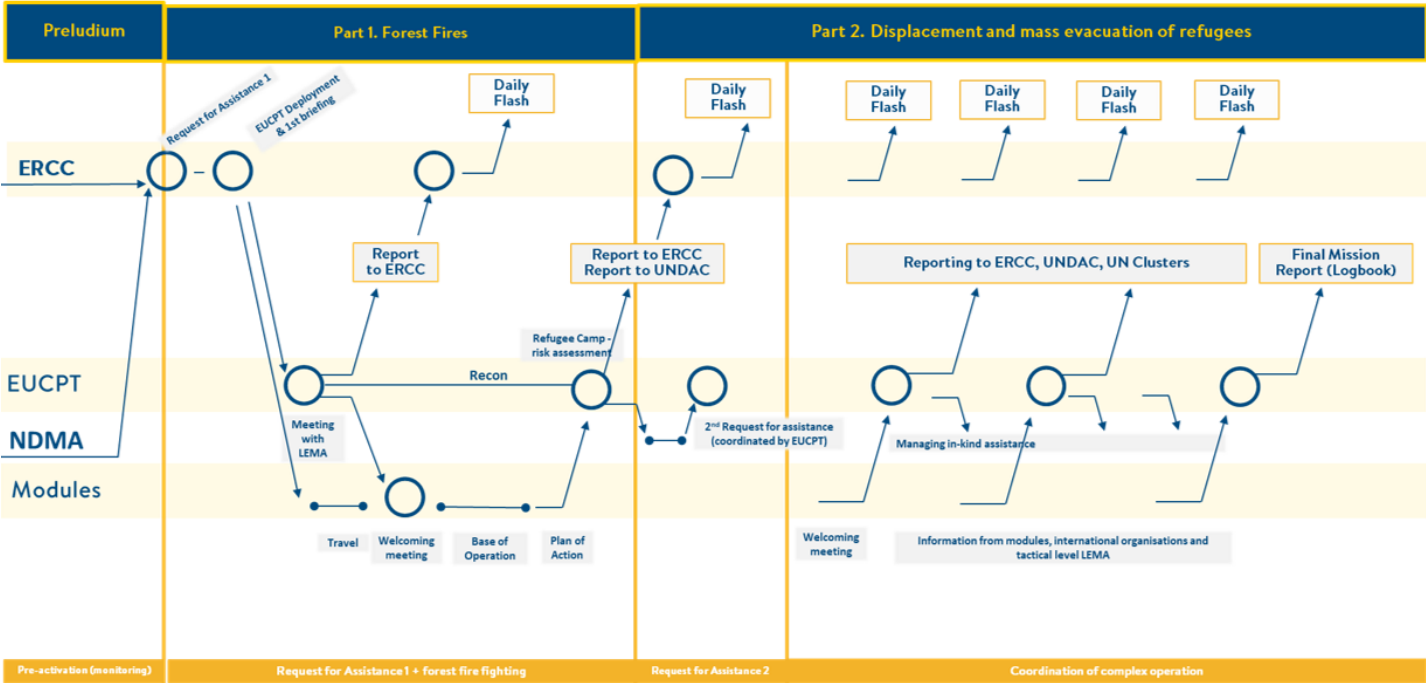 Preludium
Part 1. Forest Fires
Part 2. Displacement and mass evacuation of refugees
Request for Assistance 1
EUCPT Deployment
& 1st briefing
Daily
Flash
Daily
Flash
Daily
Flash
Daily
Flash
Daily
Flash
Daily
Flash
ERCC
Report
to ERCC
Report to ERCC
Report to UNDAC
Reporting to ERCC, UNDAC, UN Clusters
Final Mission
Report (Logbook)
Refugee Camp -
risk assessment
EUCPT
Recon
Meeting
with
LEMA
2nd Request for assistance
(coordinated by EUCPT)
Managing in-kind assistance
NDMA
Modules
Travel
Welcoming
meeting
Base of
Operation
Plan of
Action
Welcoming
meeting
Information from modules, international organisations and
tactical level LEMA
Pre-activation (monitoring)
Request for Assistance 1 + forest fire fighting
Request for Assistance 2
Coordination of complex operation